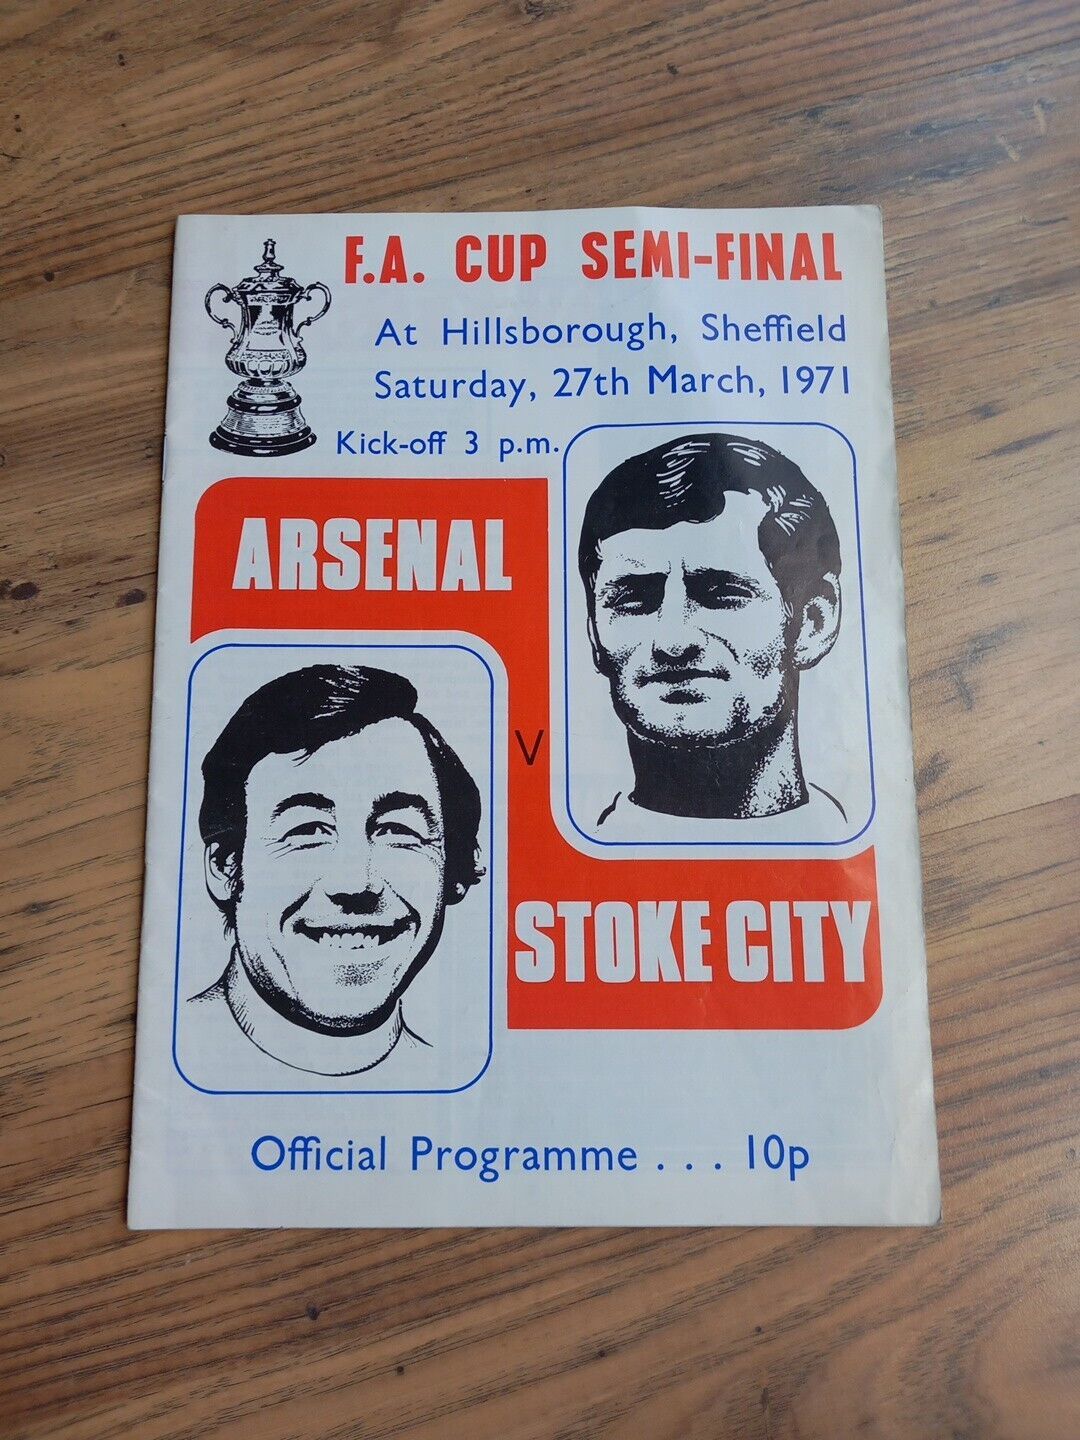 F.A. CUP SEMI-FINAL
At Hillsborough, Sheffield
Saturday, 27th March, 1971
Kick-off 3 p.m.
ARSENAL
V
STOKE CITY
Official Programme . . . 10p